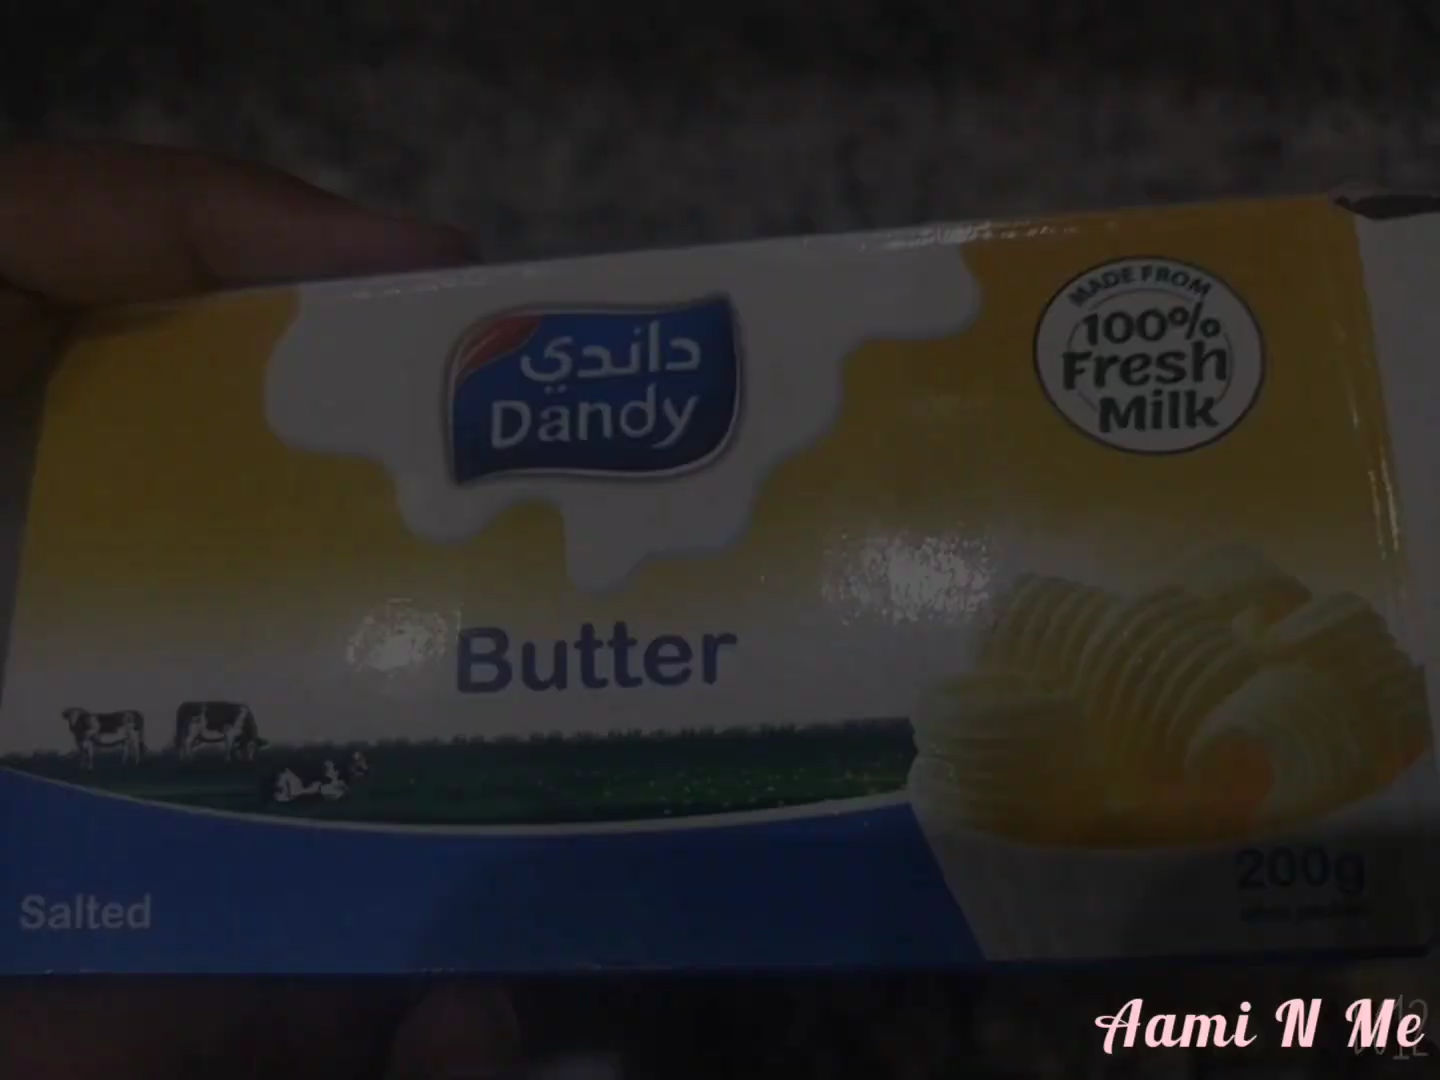 داندي
Dandy
MADE FROM
100%
Fresh
Milk
Butter
Salted
200g
Aami N Me